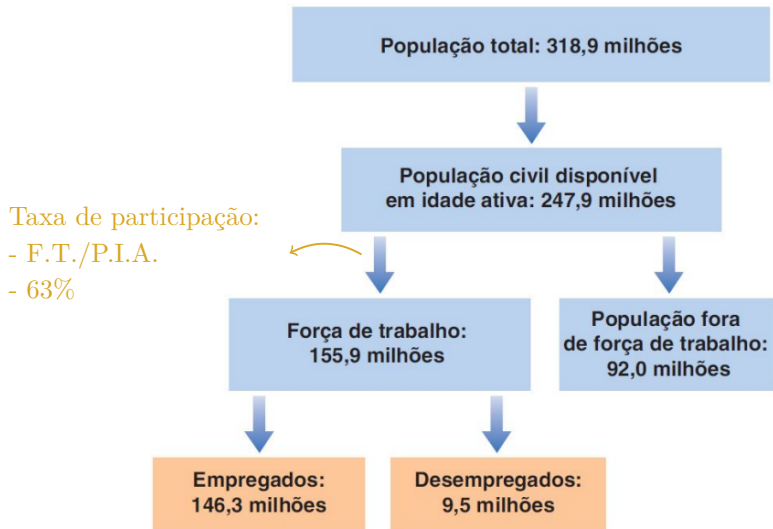 População total: 318,9 milhões
População civil disponível
em idade ativa: 247,9 milhões
Taxa de participação:
- F.T./P.I.A.
- 63%
Força de trabalho:
155,9 milhões
População fora
de força de trabalho:
92,0 milhões
Empregados:
146,3 milhões
Desempregados:
9,5 milhões